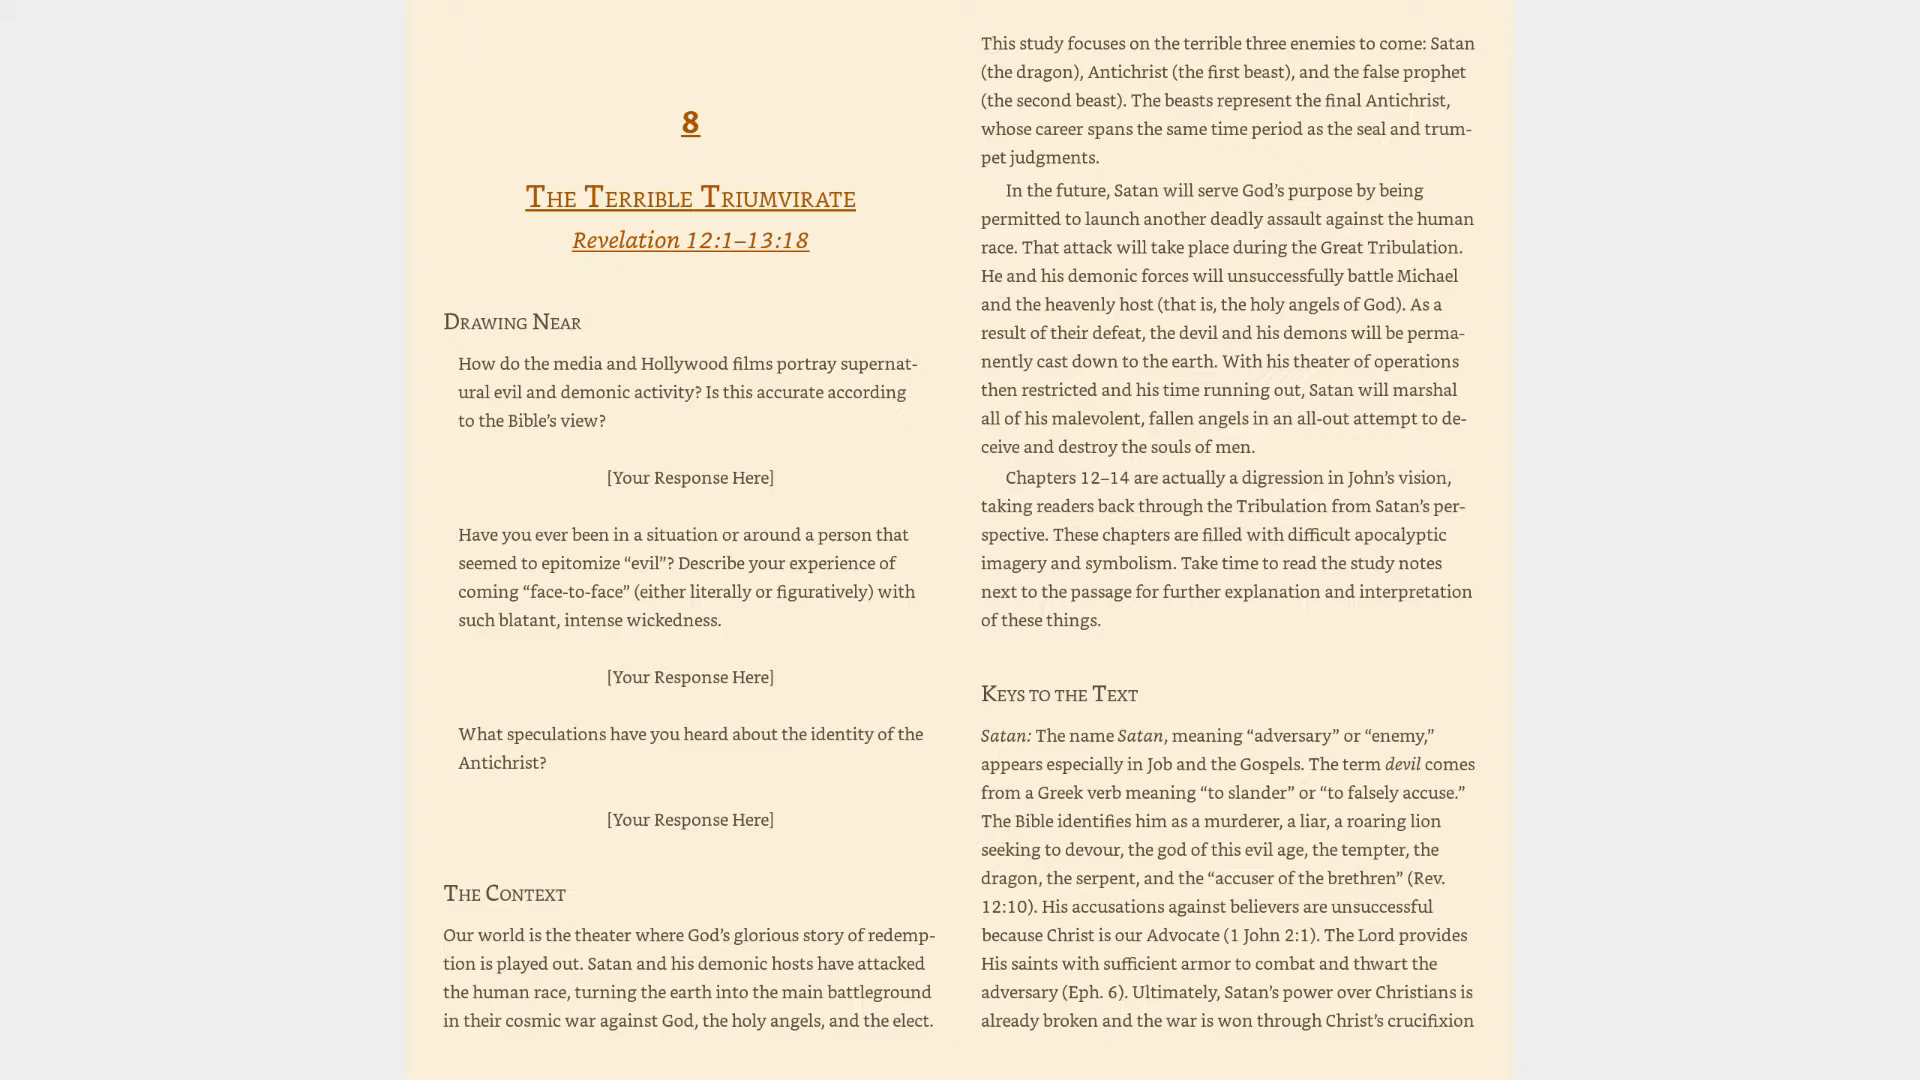 8
The Terrible Triumvirate
Revelation 12:1–13:18
Drawing Near
How do the media and Hollywood films portray supernat-
ural evil and demonic activity? Is this accurate according
to the Bible’s view?
[Your Response Here]
Have you ever been in a situation or around a person that
seemed to epitomize “evil”? Describe your experience of
coming “face-to-face” (either literally or figuratively) with
such blatant, intense wickedness.
[Your Response Here]
What speculations have you heard about the identity of the
Antichrist?
[Your Response Here]
The Context
Our world is the theater where God’s glorious story of redemp-
tion is played out. Satan and his demonic hosts have attacked
the human race, turning the earth into the main battleground
in their cosmic war against God, the holy angels, and the elect.
This study focuses on the terrible three enemies to come: Satan
(the dragon), Antichrist (the first beast), and the false prophet
(the second beast). The beasts represent the final Antichrist,
whose career spans the same time period as the seal and trum-
pet judgments.
In the future, Satan will serve God’s purpose by being
permitted to launch another deadly assault against the human
race. That attack will take place during the Great Tribulation.
He and his demonic forces will unsuccessfully battle Michael
and the heavenly host (that is, the holy angels of God). As a
result of their defeat, the devil and his demons will be perma-
nently cast down to the earth. With his theater of operations
then restricted and his time running out, Satan will marshal
all of his malevolent, fallen angels in an all-out attempt to de-
ceive and destroy the souls of men.
Chapters 12–14 are actually a digression in John’s vision,
taking readers back through the Tribulation from Satan’s per-
spective. These chapters are filled with difficult apocalyptic
imagery and symbolism. Take time to read the study notes
next to the passage for further explanation and interpretation
of these things.
Keys to the Text
Satan: The name Satan, meaning “adversary” or “enemy,”
appears especially in Job and the Gospels. The term devil comes
from a Greek verb meaning “to slander” or “to falsely accuse.”
The Bible identifies him as a murderer, a liar, a roaring lion
seeking to devour, the god of this evil age, the tempter, the
dragon, the serpent, and the “accuser of the brethren” (Rev.
12:10). His accusations against believers are unsuccessful
because Christ is our Advocate (1 John 2:1). The Lord provides
His saints with sufficient armor to combat and thwart the
adversary (Eph. 6). Ultimately, Satan’s power over Christians is
already broken and the war is won through Christ’s crucifixion